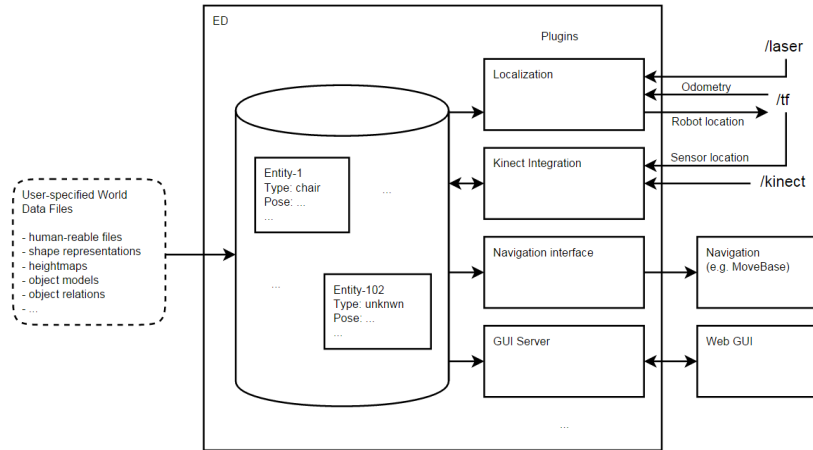 ED
Plugins
/laser
Localization
Odometry
/tf
Robot location
Kinect Integration
Sensor location
/kinect
Entity-1
Type: chair
Pose: ...
...
...
User-specified World
Data Files
- human-reable files
- shape representations
- heightmaps
- object models
- object relations
- ...
Navigation interface
Navigation
(e.g. MoveBase)
...
Entity-102
Type: unknwn
Pose: ...
...
GUI Server
Web GUI
...